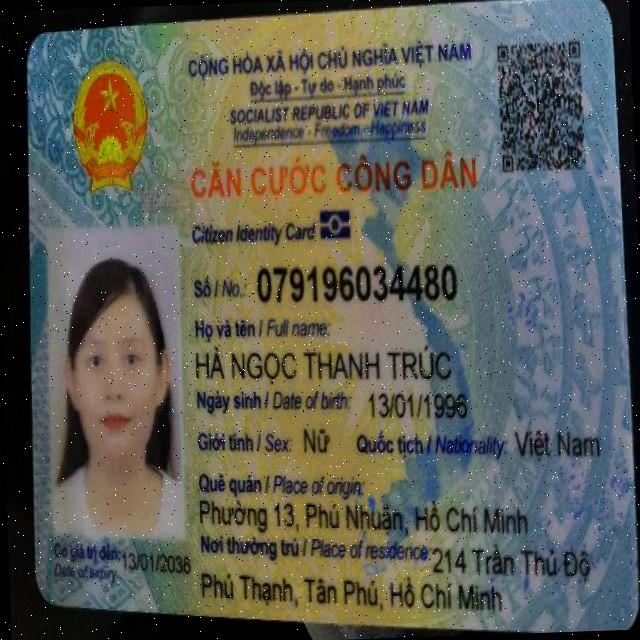 CỘNG HÒA XÃ HỘI CHỦ NGHĨA VIỆT NAM
Độc lập - Tự do - Hạnh phúc
SOCIALIST REPUBLIC OF VIET NAM
Independence - Freedom - Happiness
CĂN CƯỚC CÔNG DÂN
Citizen Identity Card
Số / No.: 079196034480
Họ và tên / Full name:
HÀ NGỌC THANH TRÚC
Ngày sinh / Date of birth: 13/01/1996
Giới tính / Sex: Nữ Quốc tịch / Nationality: Việt Nam
Quê quán / Place of origin:
Phường 13, Phú Nhuận, Hồ Chí Minh
Nơi thường trú / Place of residence: 214 Trần Thủ Độ
Phú Thạnh, Tân Phú, Hồ Chí Minh
Có giá trị đến: 13/01/2036
Date of expiry